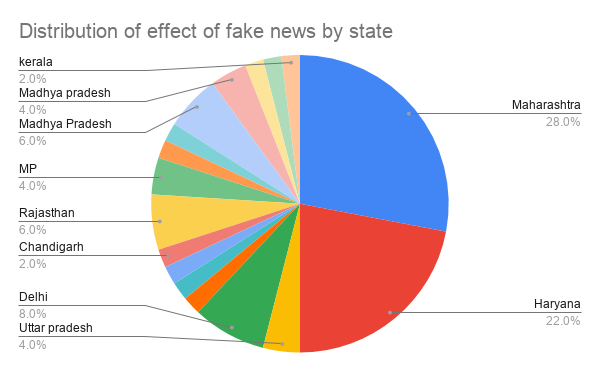 Distribution of effect of fake news by state
kerala
2.0%
Madhya pradesh
4.0%
Madhya Pradesh
6.0%
MP
4.0%
Rajasthan
6.0%
Chandigarh
2.0%
Delhi
8.0%
Uttar pradesh
4.0%
Maharashtra
28.0%
Haryana
22.0%